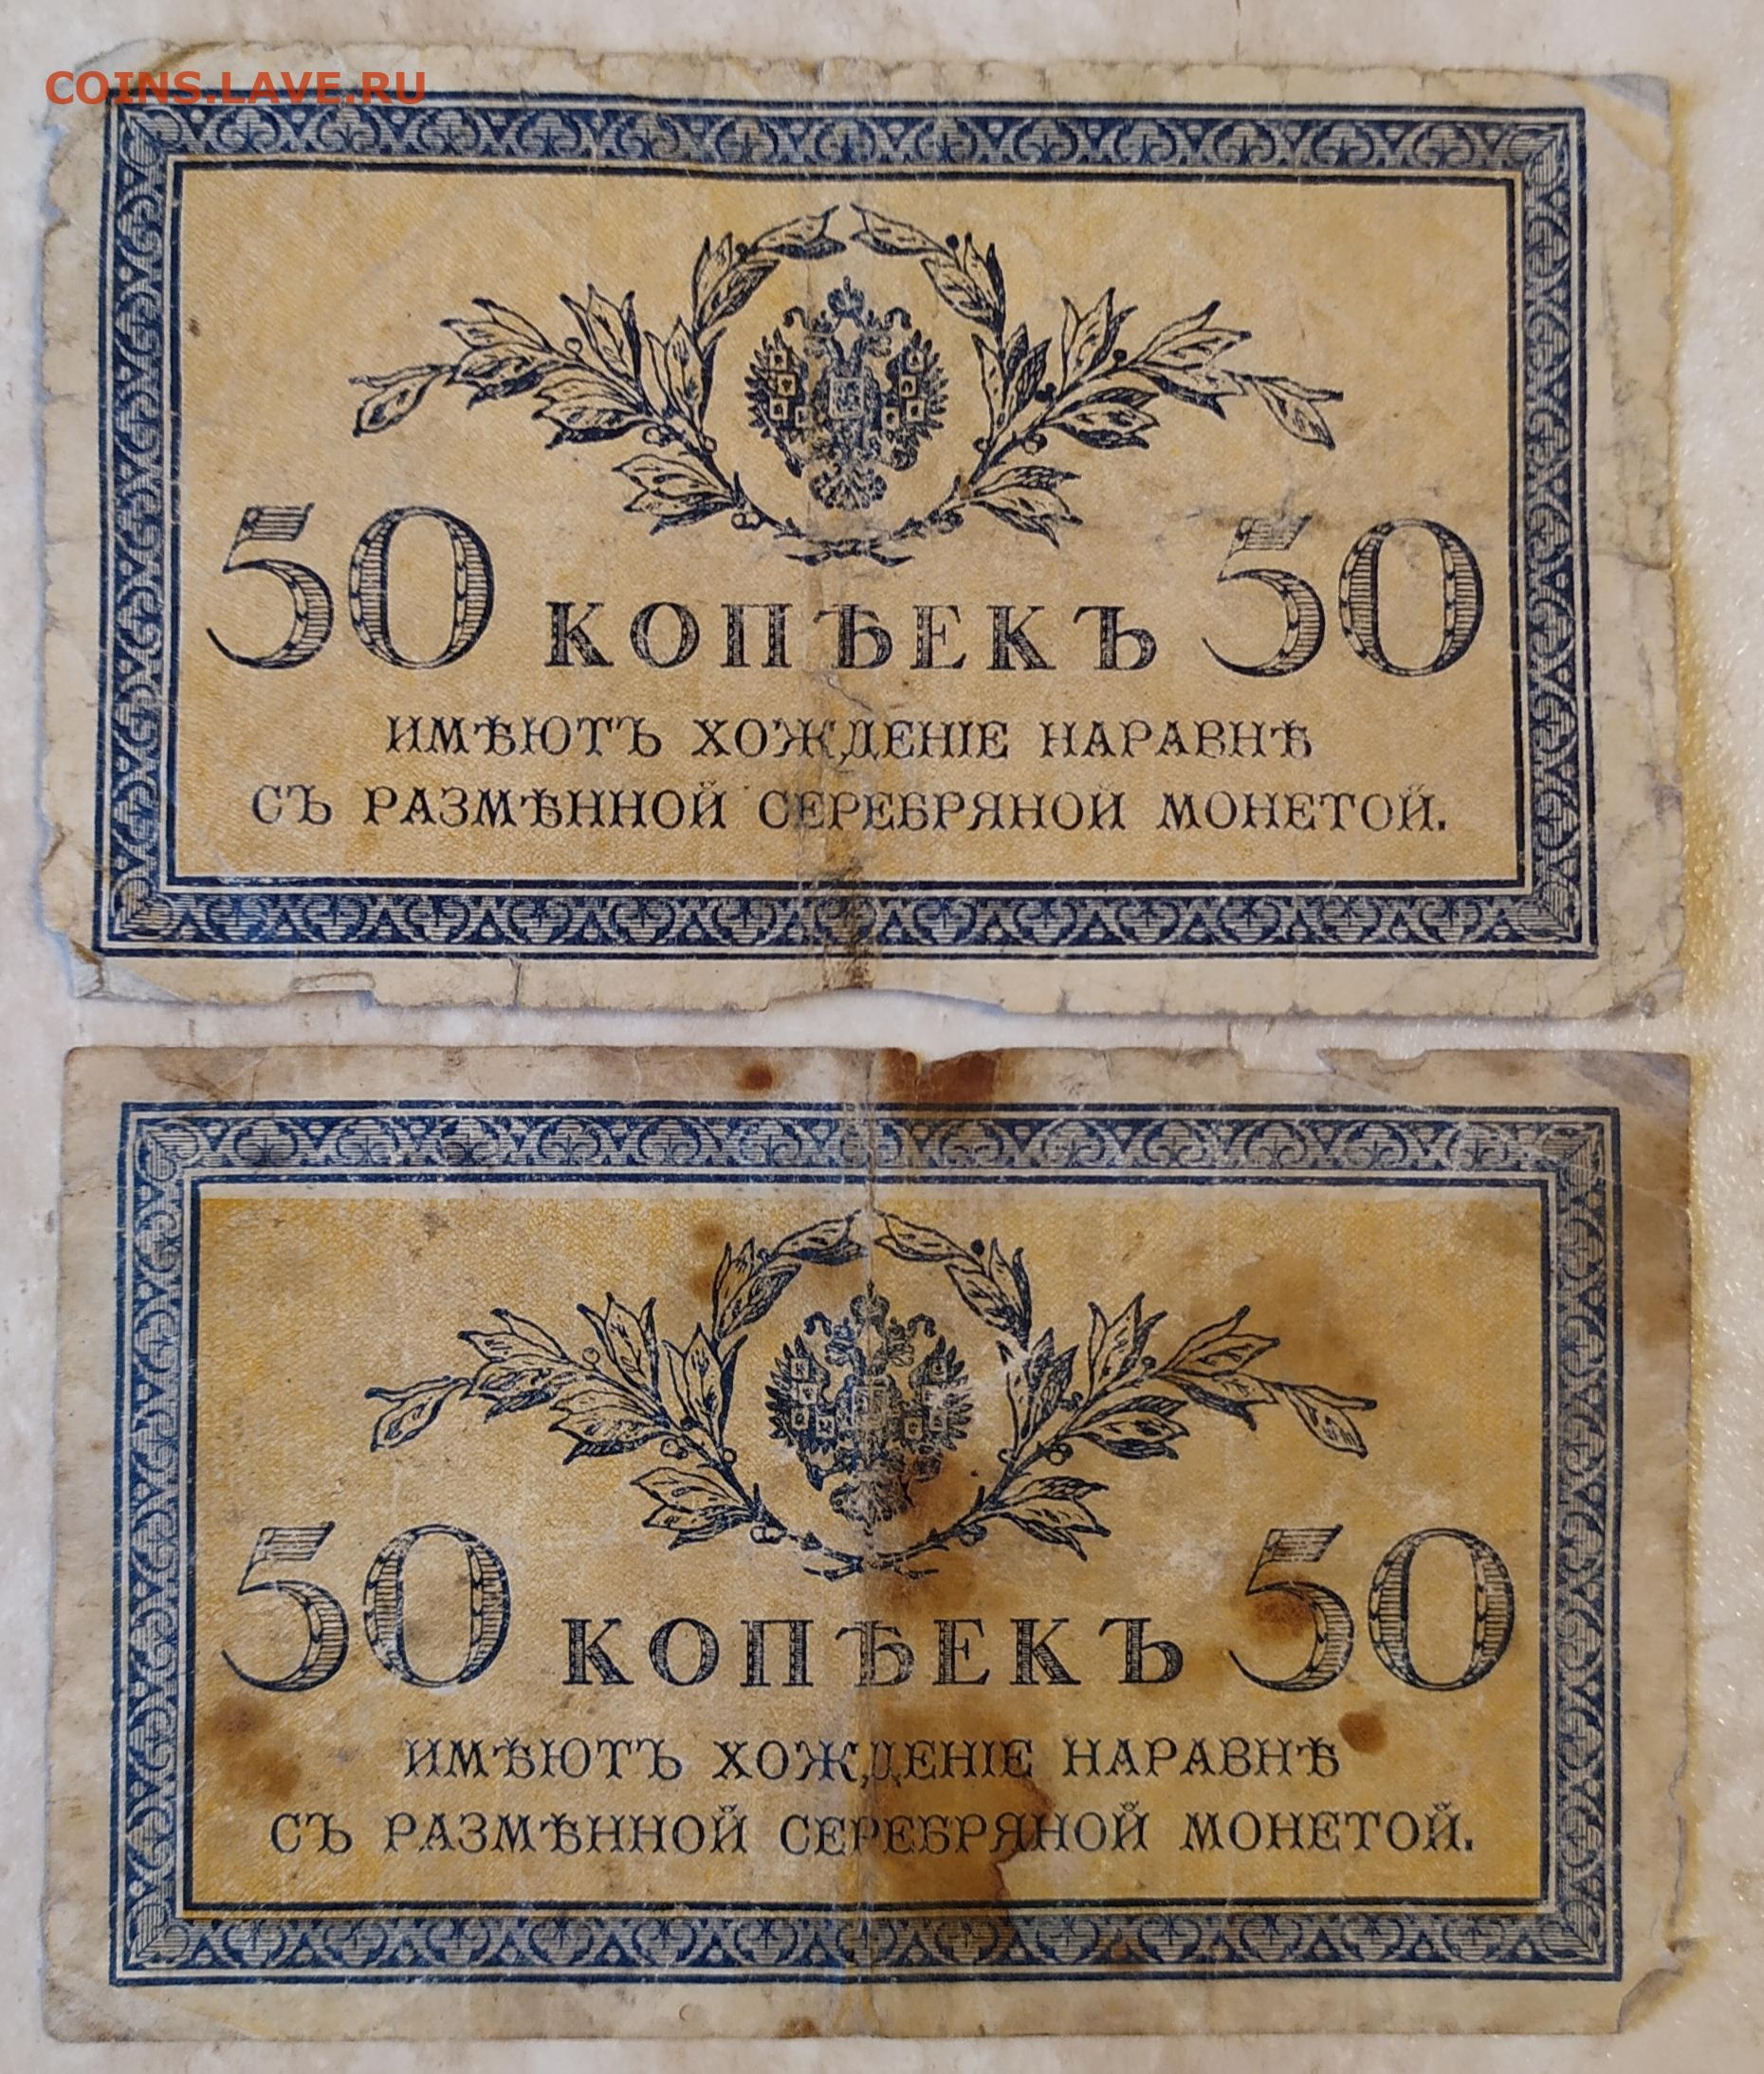 COINS.LAVE.RU
50 КОПѢЕКЪ 50
ИМѢЮТЪ ХОЖДЕНІЕ НАРАВНѢ
СЪ РАЗМѢННОЙ СЕРЕБРЯНОЙ МОНЕТОЙ.
50 КОПѢЕКЪ 50
ИМѢЮТЪ ХОЖДЕНІЕ НАРАВНѢ
СЪ РАЗМѢННОЙ СЕРЕБРЯНОЙ МОНЕТОЙ.